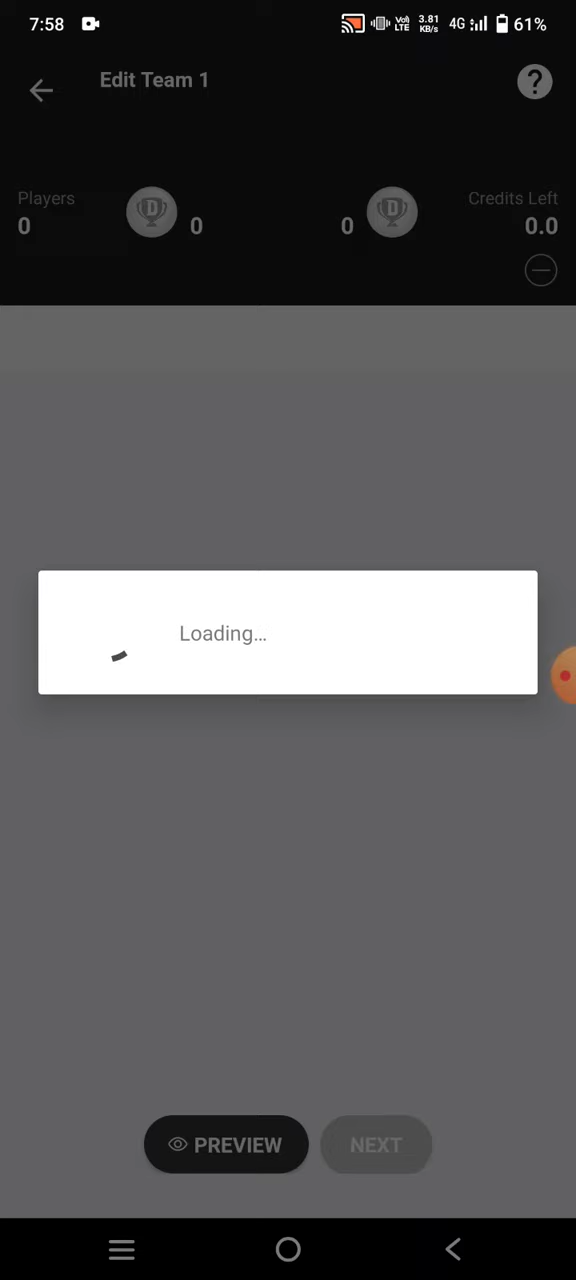 7:58 Vol) LTE 3.81 KB/s 4G 61%
Edit Team 1 ?
Players D D Credits Left
0 0 0 0.0
Loading...
PREVIEW NEXT